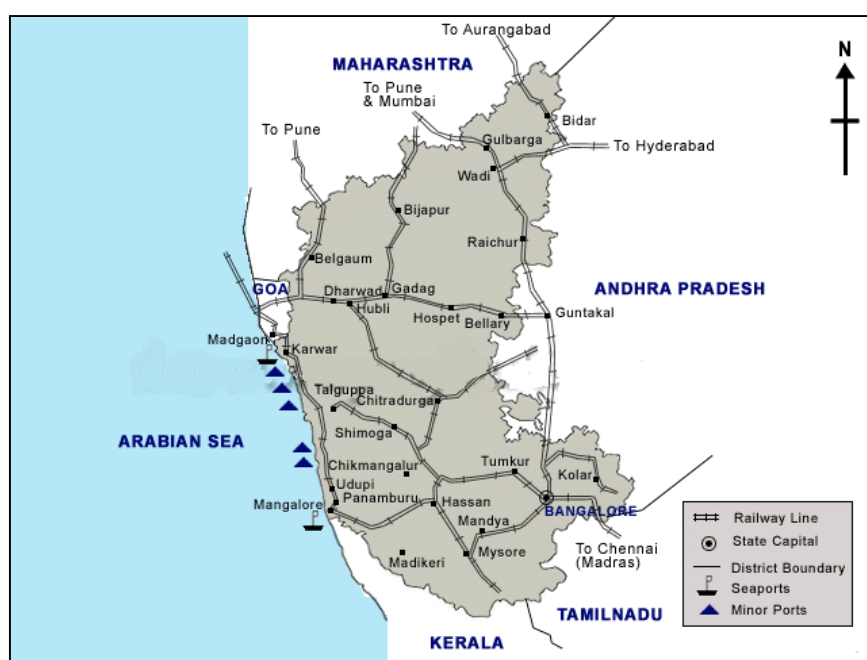 To Aurangabad
MAHARASHTRA
N
To Pune
& Mumbai
Bidar
To Pune
Gulbarga
To Hyderabad
Wadi
Bijapur
Raichur
Belgaum
GOA
Dharwad
Gadag
ANDHRA PRADESH
Hubli
Hospet
Bellary
Guntakal
Madgaon
Karwar
Talguppa
Chitradurga
Shimoga
ARABIAN SEA
Chikmangalur
Tumkur
Kolar
Udupi
Panamburu
Mangalore
Hassan
BANGALORE
Mandya
Mysore
To Chennai
(Madras)
Madikeri
TAMILNADU
KERALA
Railway Line
State Capital
District Boundary
Seaports
Minor Ports